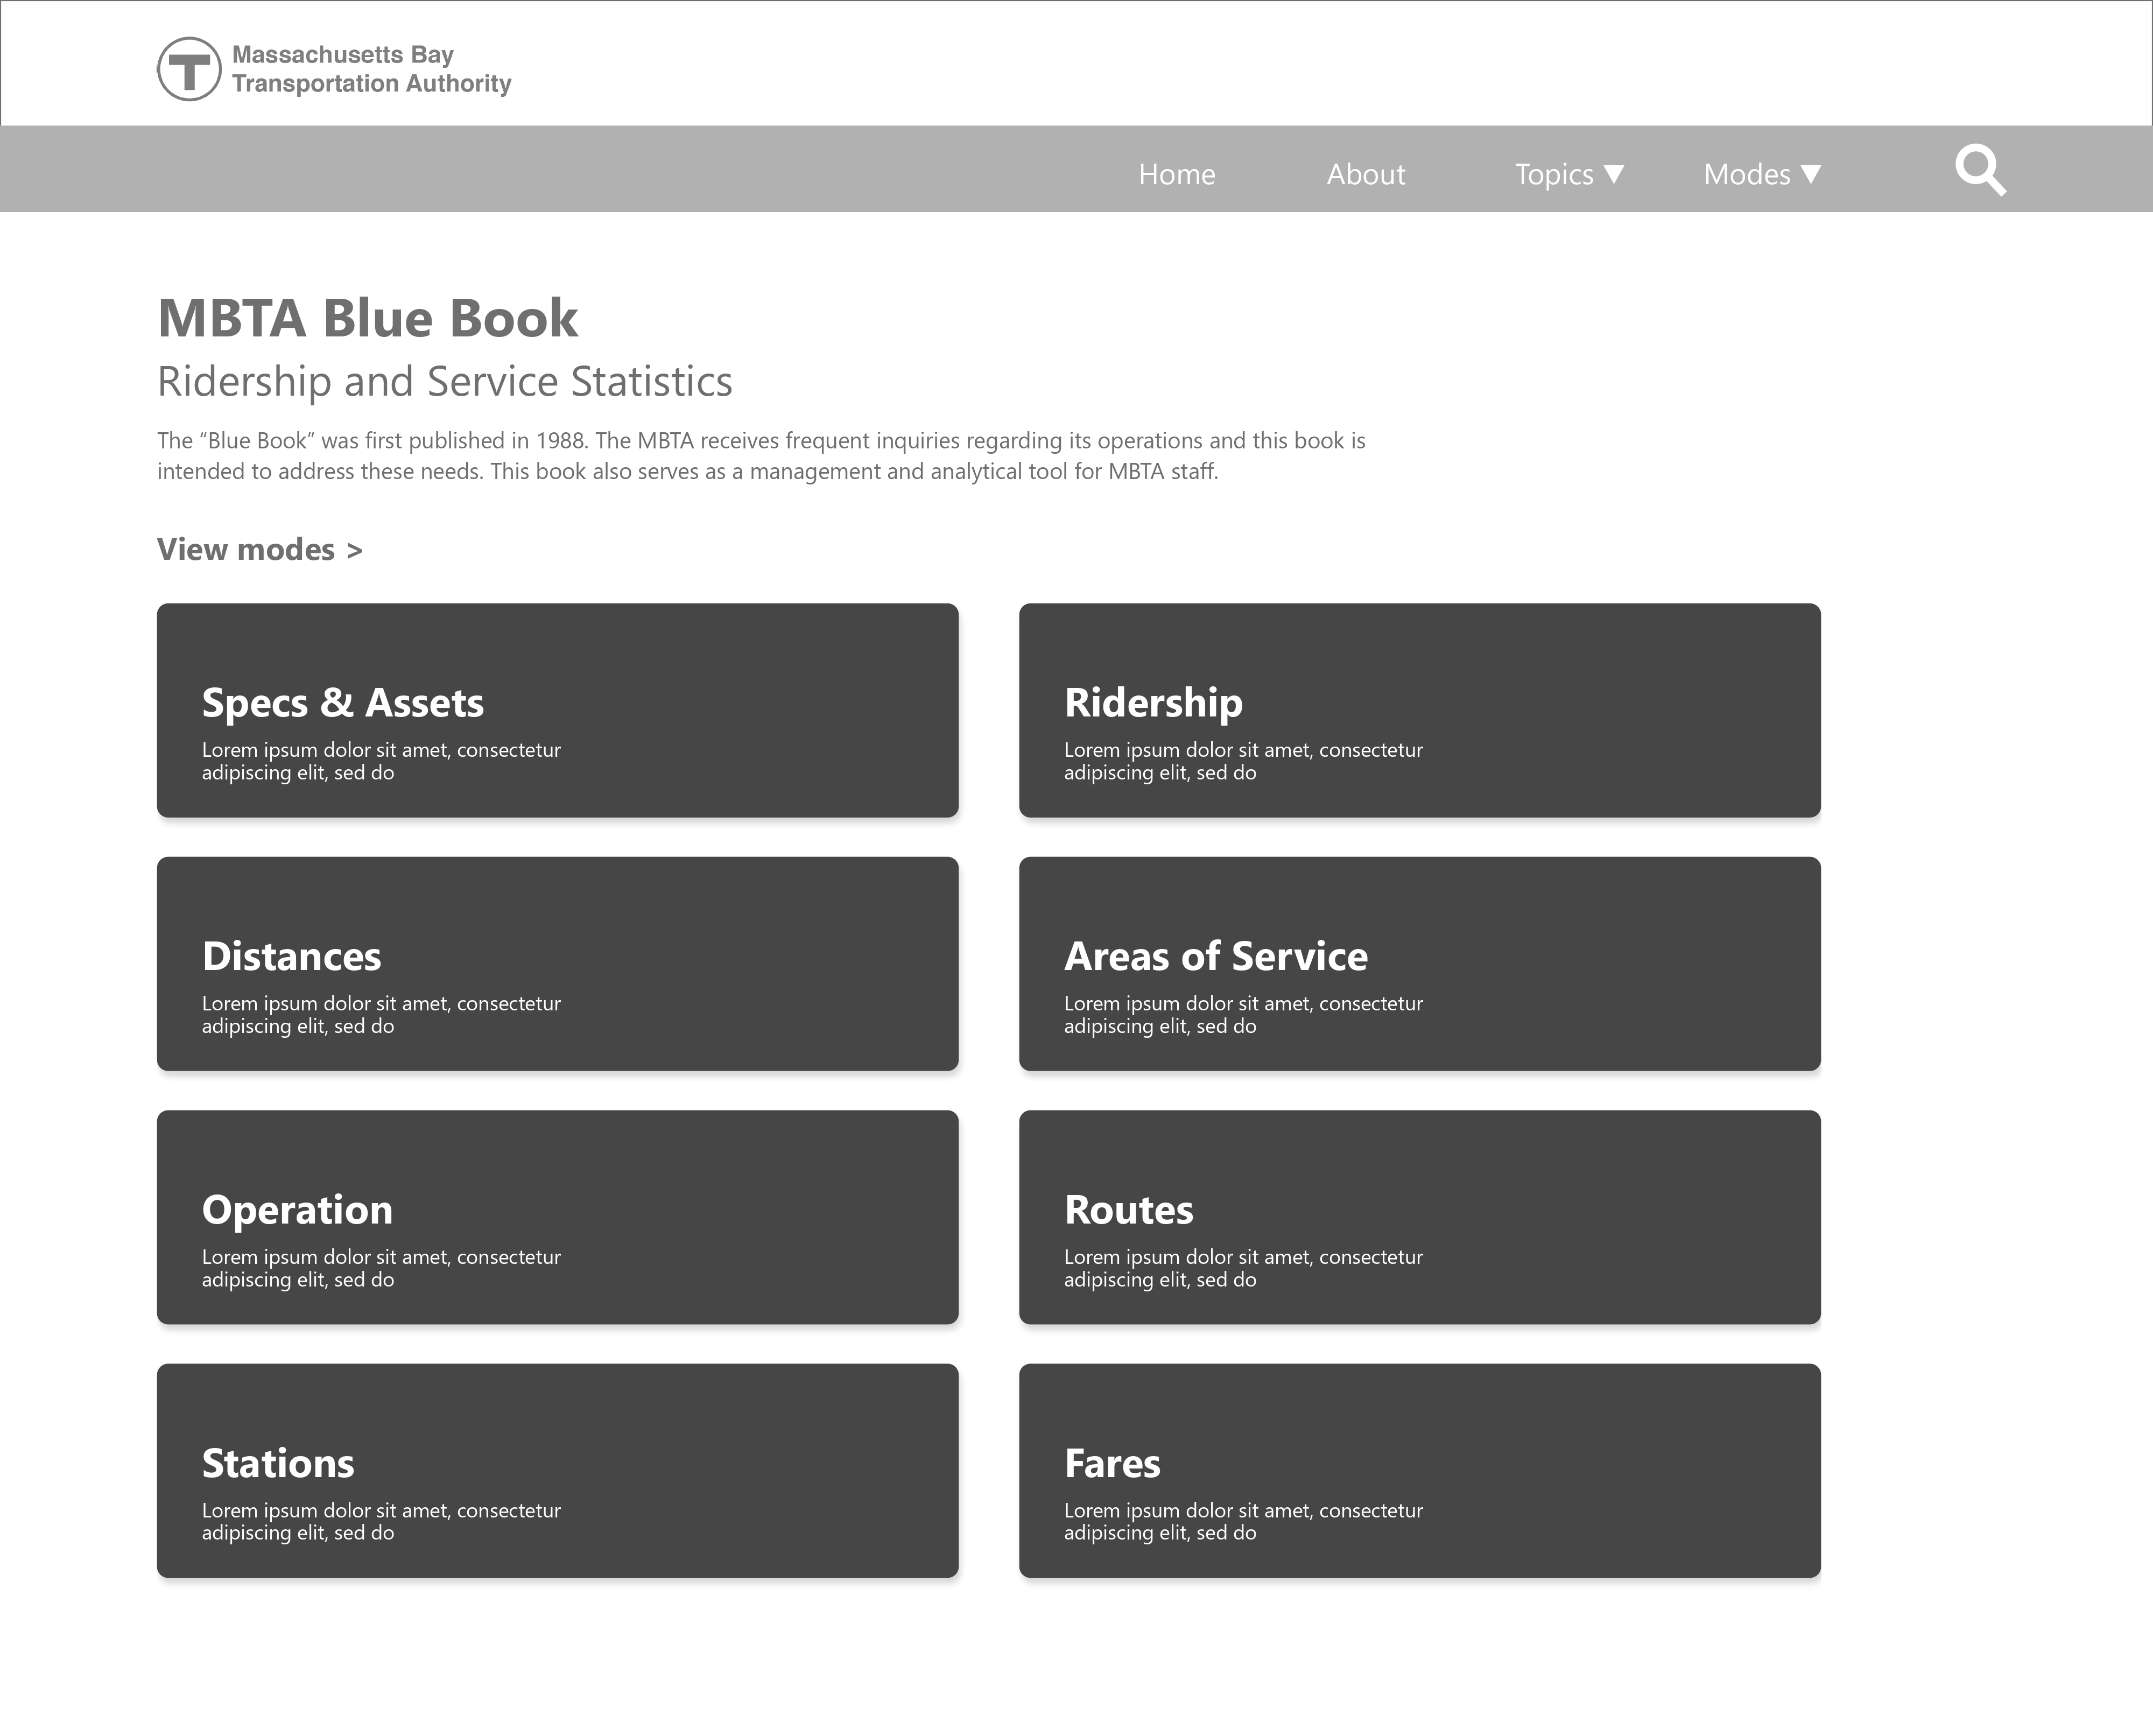 T
Massachusetts Bay
Transportation Authority
Home About Topics ▼ Modes ▼
MBTA Blue Book
Ridership and Service Statistics
The “Blue Book” was first published in 1988. The MBTA receives frequent inquiries regarding its operations and this book is
intended to address these needs. This book also serves as a management and analytical tool for MBTA staff.
View modes >
Specs & Assets
Lorem ipsum dolor sit amet, consectetur
adipiscing elit, sed do
Ridership
Lorem ipsum dolor sit amet, consectetur
adipiscing elit, sed do
Distances
Lorem ipsum dolor sit amet, consectetur
adipiscing elit, sed do
Areas of Service
Lorem ipsum dolor sit amet, consectetur
adipiscing elit, sed do
Operation
Lorem ipsum dolor sit amet, consectetur
adipiscing elit, sed do
Routes
Lorem ipsum dolor sit amet, consectetur
adipiscing elit, sed do
Stations
Lorem ipsum dolor sit amet, consectetur
adipiscing elit, sed do
Fares
Lorem ipsum dolor sit amet, consectetur
adipiscing elit, sed do